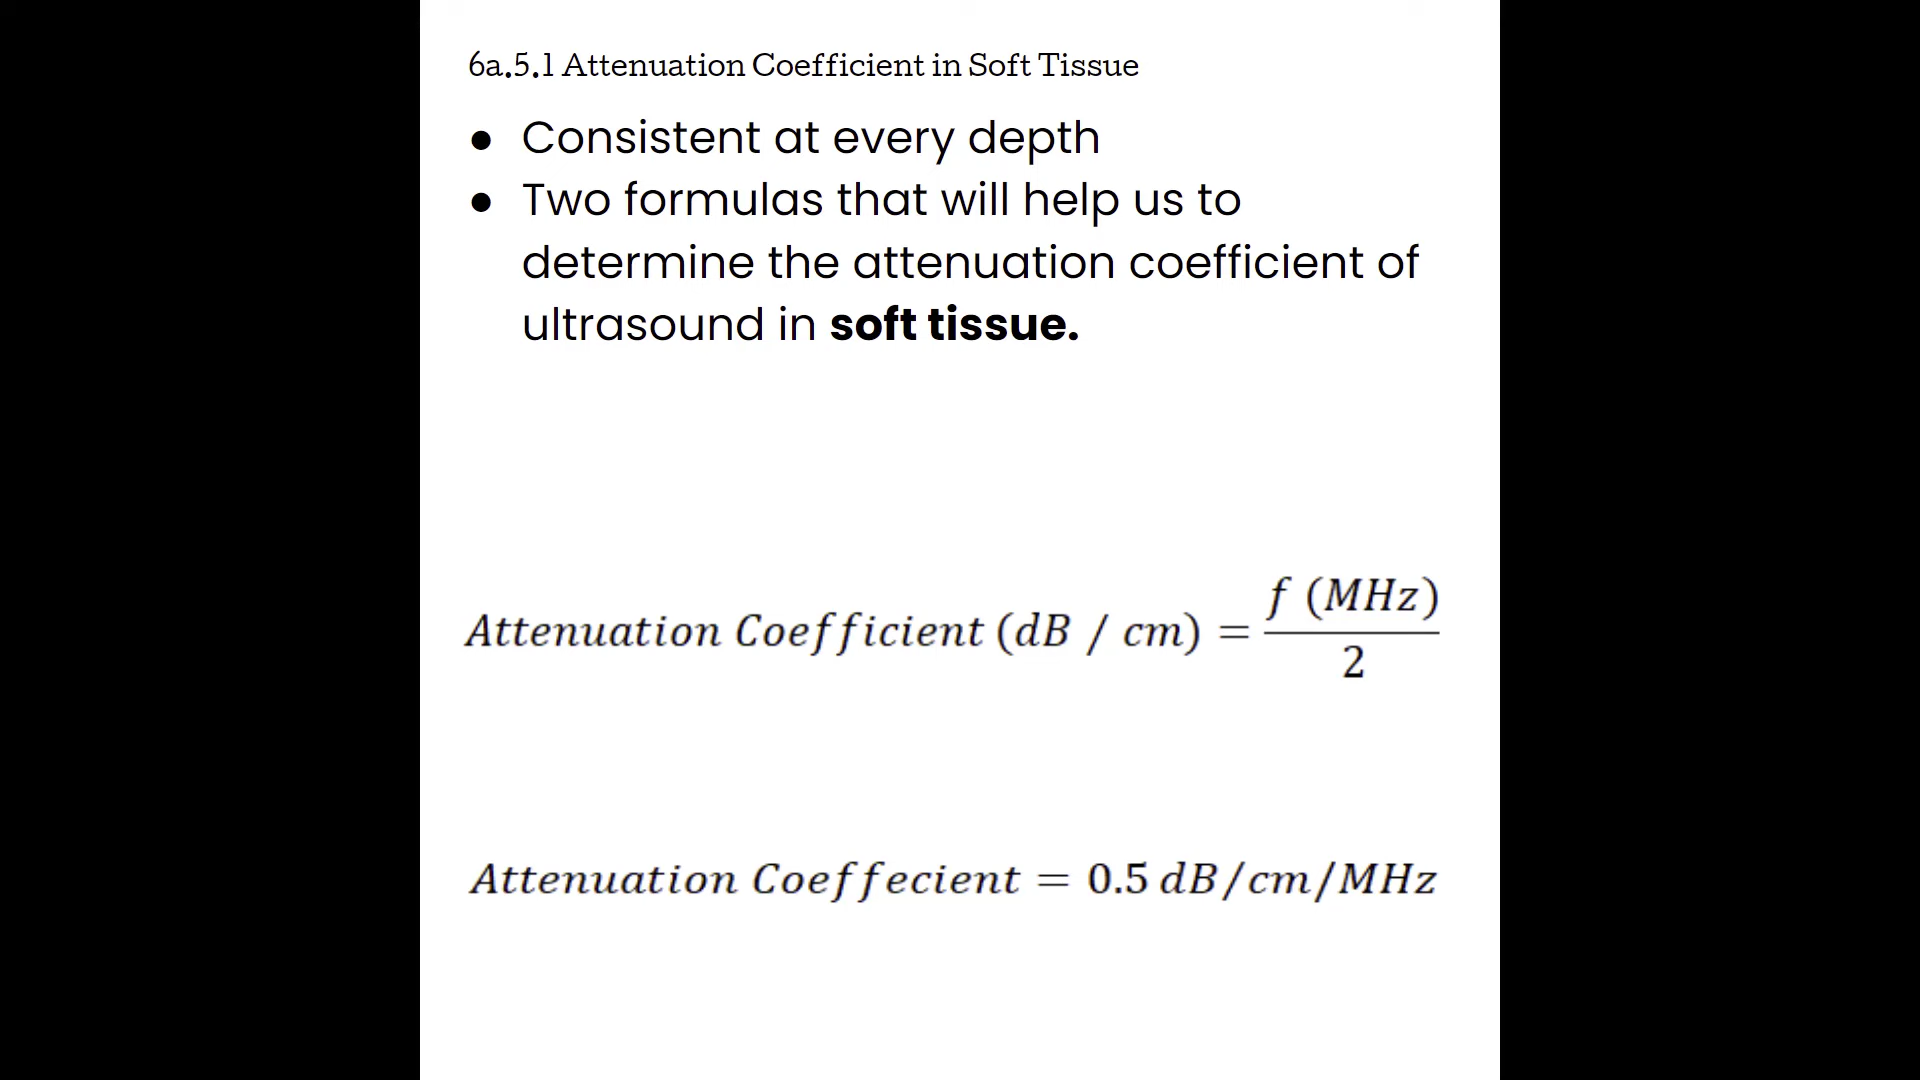 6a.5.1 Attenuation Coefficient in Soft Tissue
● Consistent at every depth
● Two formulas that will help us to
determine the attenuation coefficient of
ultrasound in soft tissue.
Attenuation Coefficient (dB / cm) = f (MHz) / 2
Attenuation Coeffecient = 0.5 dB/cm/MHz